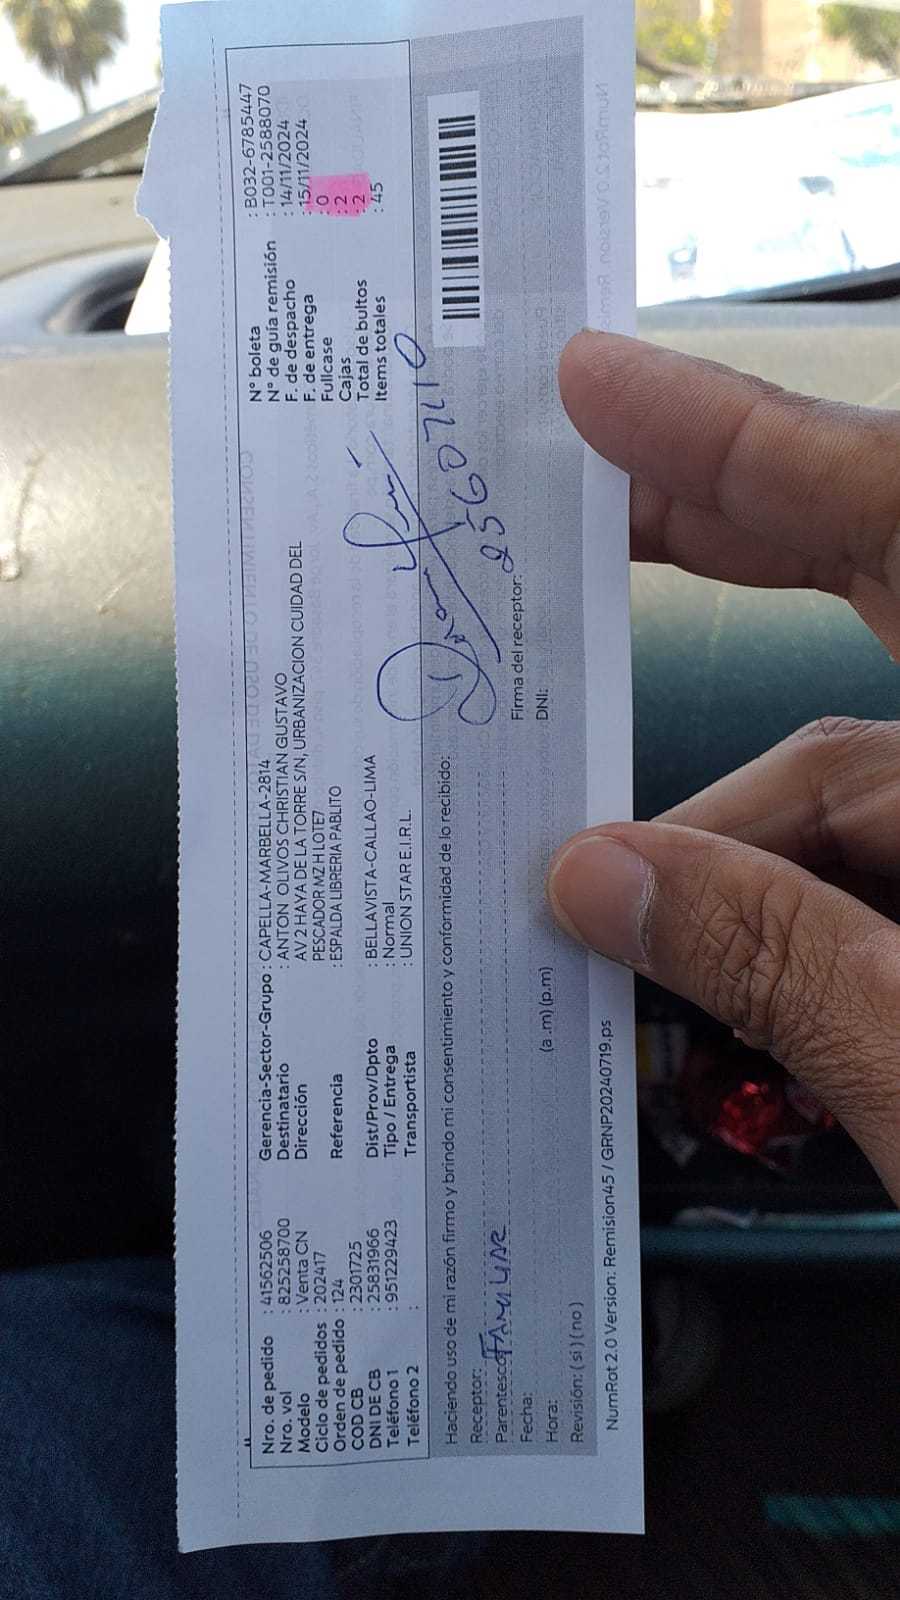 Nro. de pedido : 41562506
Nro. vol : 825258700
Modelo : Venta CN
Ciclo de pedidos : 202417
Orden de pedido : 124
COD CB : 2301725
DNI DE CB : 25831966
Teléfono 1 : 951229423
Teléfono 2 :
Gerencia-Sector-Grupo : CAPELLA-MARBELLA-2814
Destinatario : ANTON OLIVOS CHRISTIAN GUSTAVO
Dirección AV 2 HAYA DE LA TORRE S/N, URBANIZACION CUIDAD DEL
PESCADOR MZ H LOTE7
Referencia : ESPALDA LIBRERIA PABLITO
Dist/Prov/Dpto : BELLAVISTA-CALLAO-LIMA
Tipo / Entrega : Normal
Transportista : UNION STAR E.I.R.L.
N° boleta : B032-6785447
N° de guía remisión : T001-2588070
F. de despacho : 14/11/2024
F. de entrega : 15/11/2024
Fullcase : 0
Cajas : 2
Total de bultos : 2
Items totales : 45
Haciendo uso de mi razón firmo y brindo mi consentimiento y conformidad de lo recibido:
Receptor:
Parentesco: FAMILIAR
Fecha:
Hora: (a .m) (p.m)
Revisión: ( si ) ( no )
25607410
Firma del receptor:
DNI:
NumRot 2.0 Version: Remision45 / GRNP20240719.ps